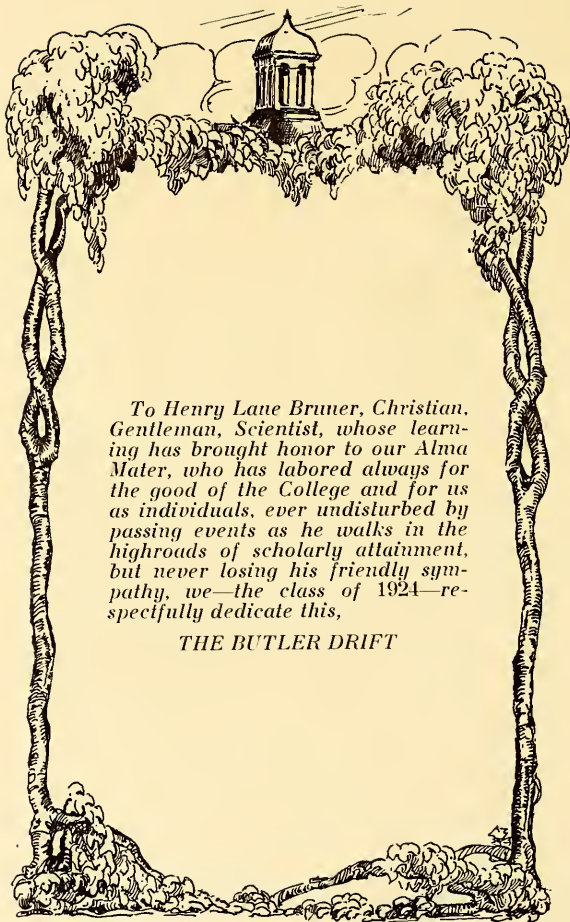 To Henry Lane Bruner, Christian,
Gentleman, Scientist, whose learn-
ing has brought honor to our Alma
Mater, who has labored always for
the good of the College and for us
as individuals, ever undisturbed by
passing events as he walks in the
highroads of scholarly attainment,
but never losing his friendly sym-
pathy, we—the class of 1924—re-
spectfully dedicate this,
THE BUTLER DRIFT